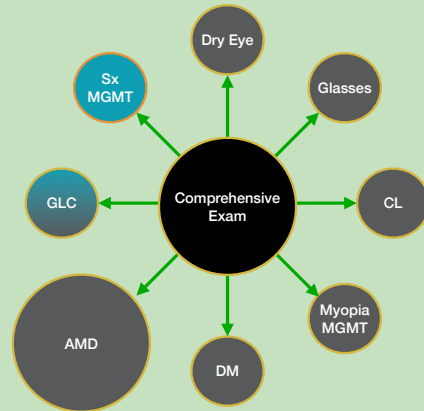 Dry Eye
Sx
MGMT
Glasses
GLC
Comprehensive
Exam
CL
AMD
DM
Myopia
MGMT